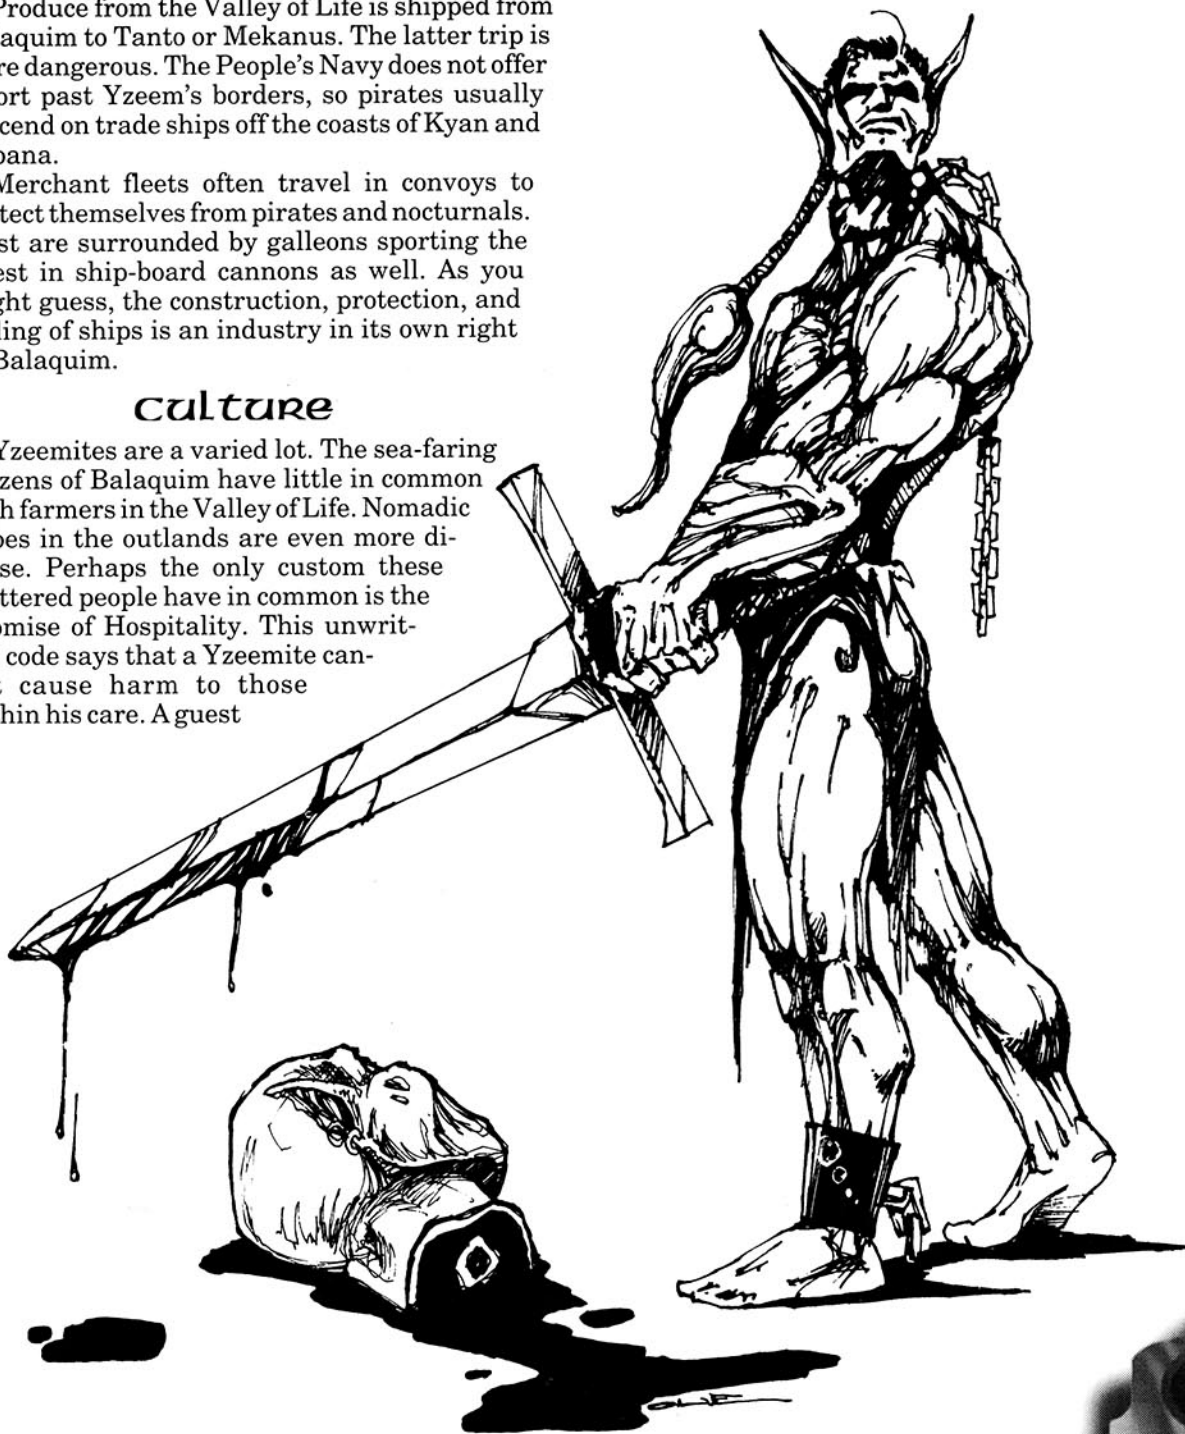 Produce from the Valley of Life is shipped from
aquim to Tanto or Mekanus. The latter trip is
re dangerous. The People's Navy does not offer
ort past Yzeem's borders, so pirates usually
cend on trade ships off the coasts of Kyan and
bana.
Merchant fleets often travel in convoys to
tect themselves from pirates and nocturnals.
st are surrounded by galleons sporting the
est in ship-board cannons as well. As you
ght guess, the construction, protection, and
ling of ships is an industry in its own right
Balaquim.
Culture
Yzeemites are a varied lot. The sea-faring
zens of Balaquim have little in common
h farmers in the Valley of Life. Nomadic
bes in the outlands are even more di-
se. Perhaps the only custom these
ttered people have in common is the
omise of Hospitality. This unwrit-
code says that a Yzeemite can-
t cause harm to those
hin his care. A guest